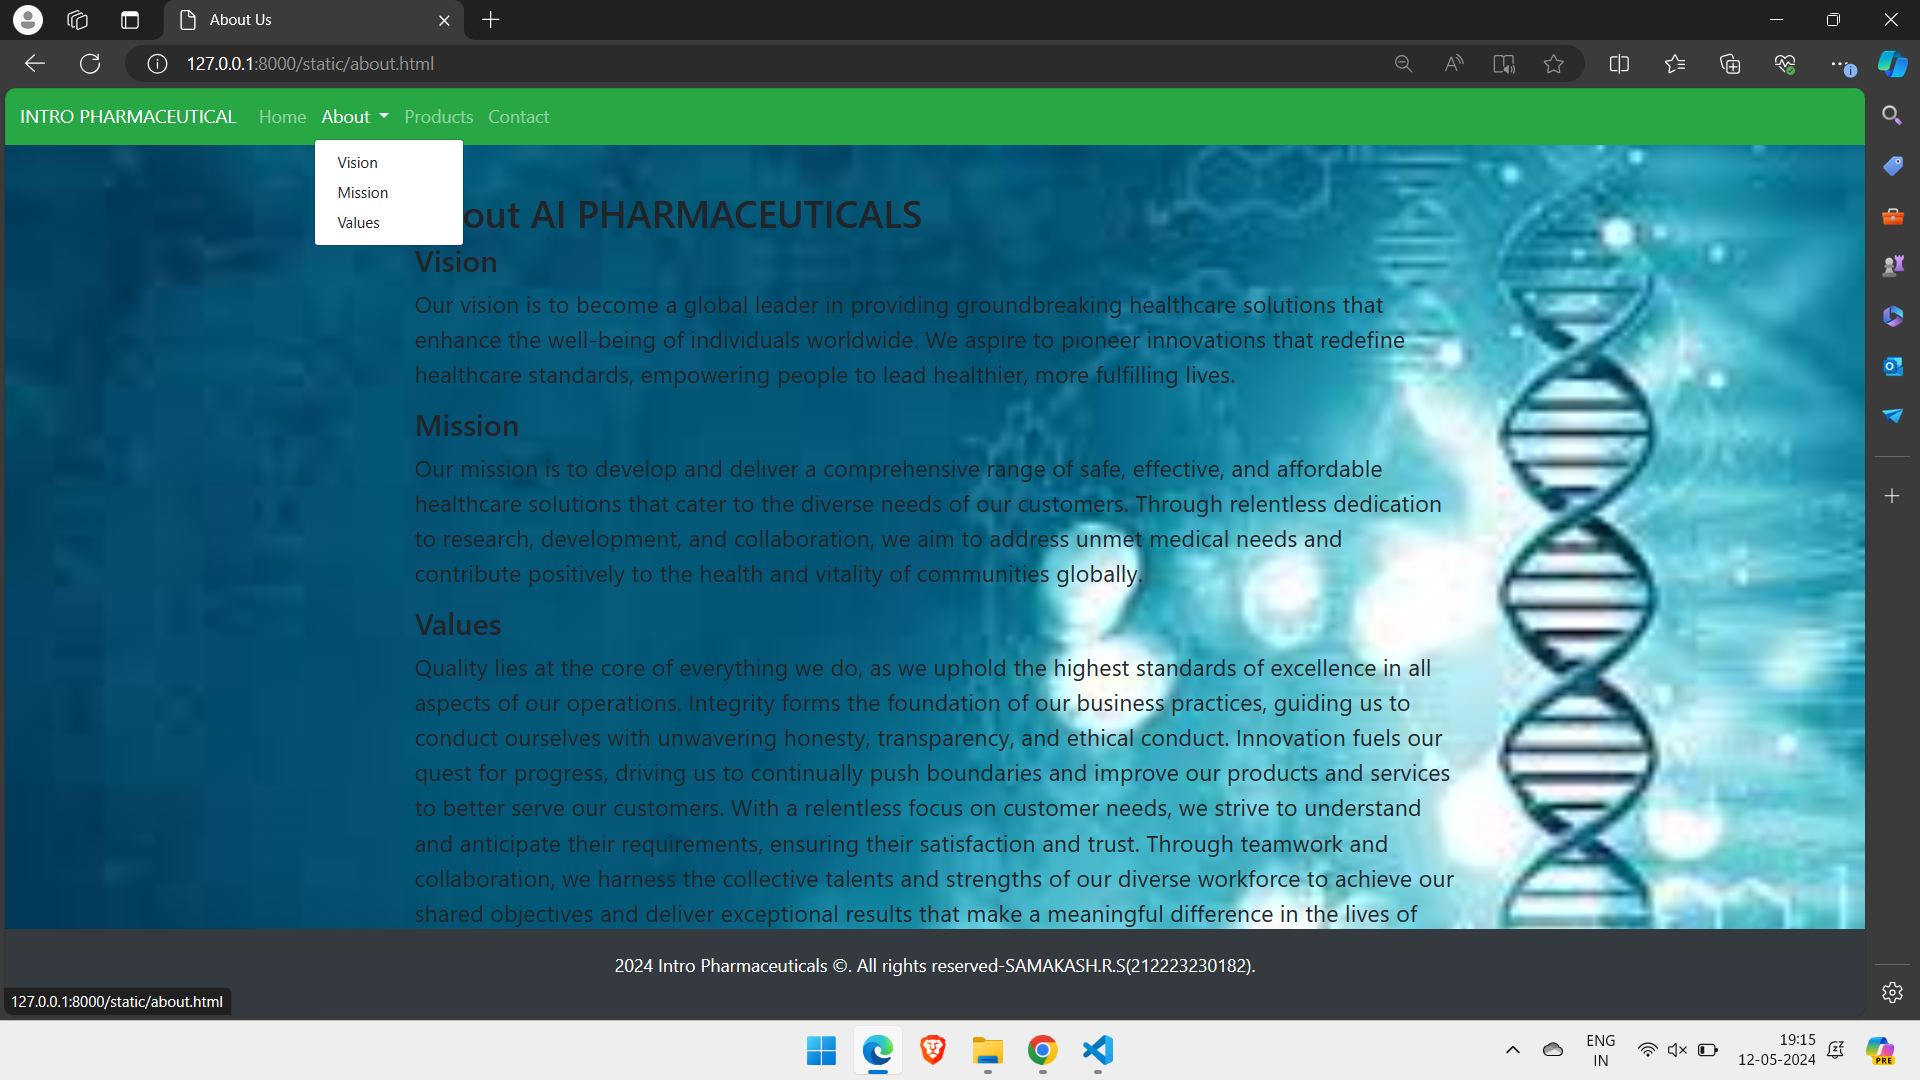 About Us
127.0.0.1:8000/static/about.html
INTRO PHARMACEUTICAL Home About Products Contact
Vision
Mission
Values
out AI PHARMACEUTICALS
Vision
Our vision is to become a global leader in providing groundbreaking healthcare solutions that
enhance the well-being of individuals worldwide. We aspire to pioneer innovations that redefine
healthcare standards, empowering people to lead healthier, more fulfilling lives.
Mission
Our mission is to develop and deliver a comprehensive range of safe, effective, and affordable
healthcare solutions that cater to the diverse needs of our customers. Through relentless dedication
to research, development, and collaboration, we aim to address unmet medical needs and
contribute positively to the health and vitality of communities globally.
Values
Quality lies at the core of everything we do, as we uphold the highest standards of excellence in all
aspects of our operations. Integrity forms the foundation of our business practices, guiding us to
conduct ourselves with unwavering honesty, transparency, and ethical conduct. Innovation fuels our
quest for progress, driving us to continually push boundaries and improve our products and services
to better serve our customers. With a relentless focus on customer needs, we strive to understand
and anticipate their requirements, ensuring their satisfaction and trust. Through teamwork and
collaboration, we harness the collective talents and strengths of our diverse workforce to achieve our
shared objectives and deliver exceptional results that make a meaningful difference in the lives of
2024 Intro Pharmaceuticals ©. All rights reserved-SAMAKASH.R.S(212223230182).
127.0.0.1:8000/static/about.html
ENG
IN
19:15
12-05-2024
PRE